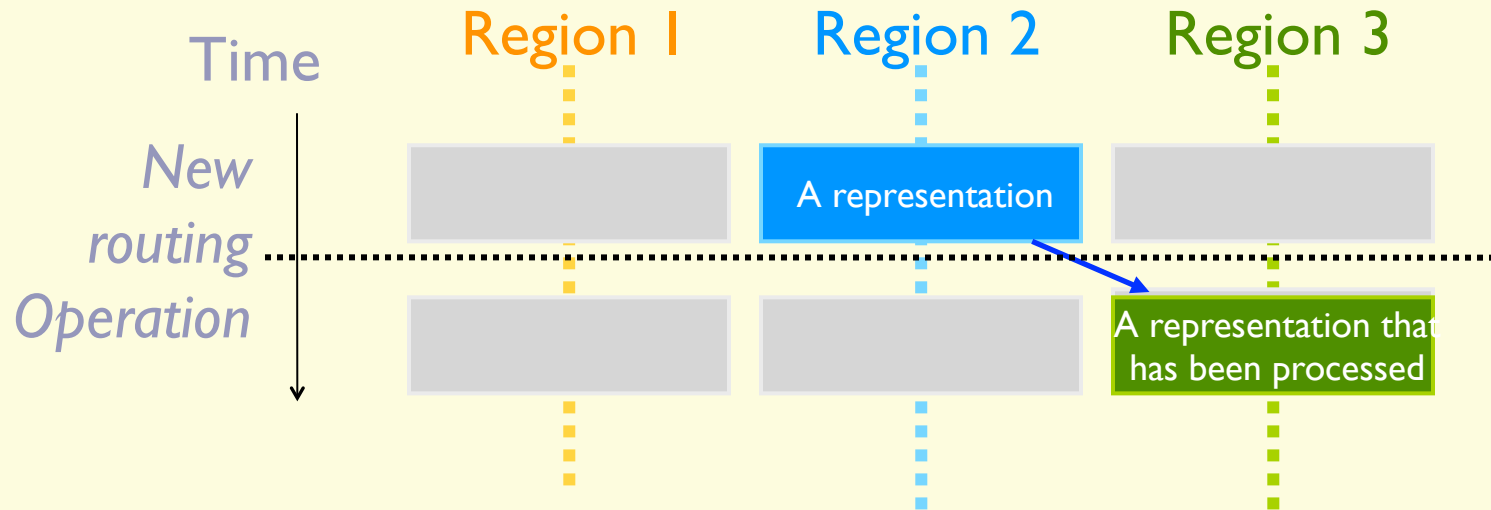 Time
Region 1
Region 2
Region 3
New
routing
Operation
A representation
A representation that
has been processed